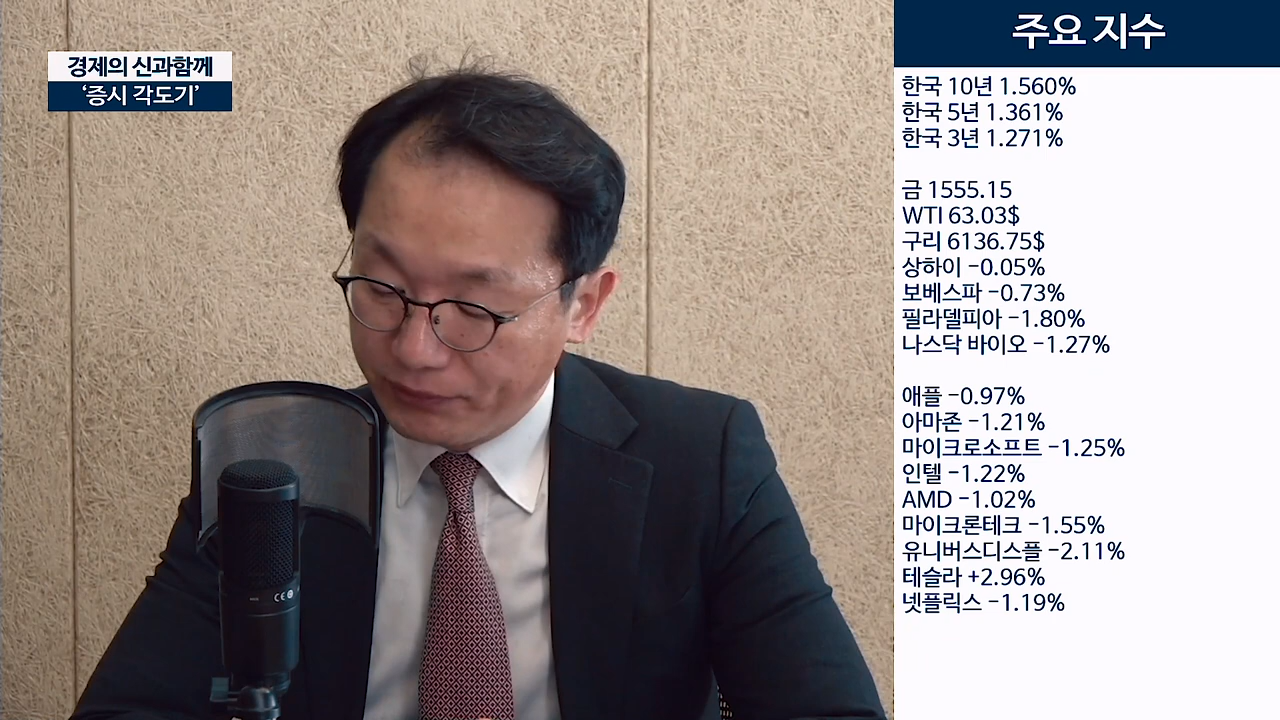 경제의 신과함께
‘증시 각도기’
주요 지수
한국 10년 1.560%
한국 5년 1.361%
한국 3년 1.271%
금 1555.15
WTI 63.03$
구리 6136.75$
상하이 -0.05%
보베스파 -0.73%
필라델피아 -1.80%
나스닥 바이오 -1.27%
애플 -0.97%
아마존 -1.21%
마이크로소프트 -1.25%
인텔 -1.22%
AMD -1.02%
마이크론테크 -1.55%
유니버스디스플 -2.11%
테슬라 +2.96%
넷플릭스 -1.19%